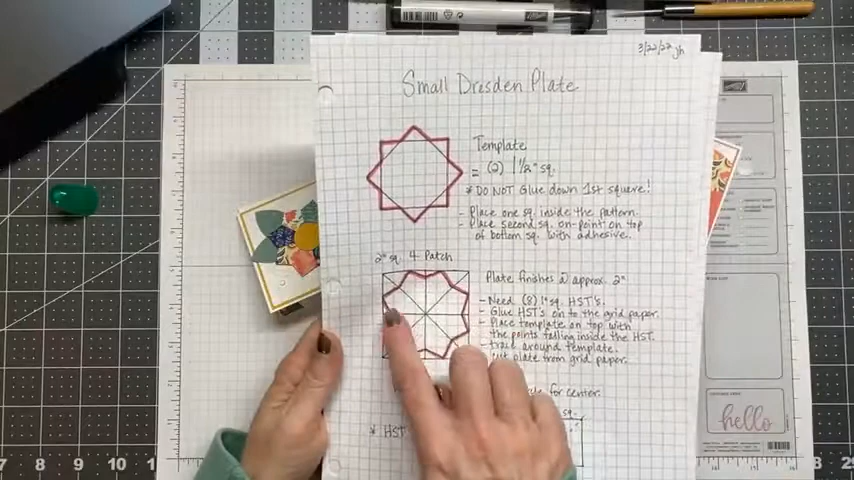 3/22/22 jh
Small Dresden Plate
Template
= (2) 1 1/2" sq.
* DO NOT Glue down 1st square!
- Place one sq. inside the pattern.
- Place second sq. on-point on top
of bottom sq. with adhesive.
2" sq. 4 Patch
Plate finishes @ approx. 2"
- Need (8) 1" sq. HST's.
- Glue HST's on to the grid paper.
- Place template on top with
the points falling inside the HST.
- trace around template.
plate from grid paper.
for center.
sq.
* HST
hello